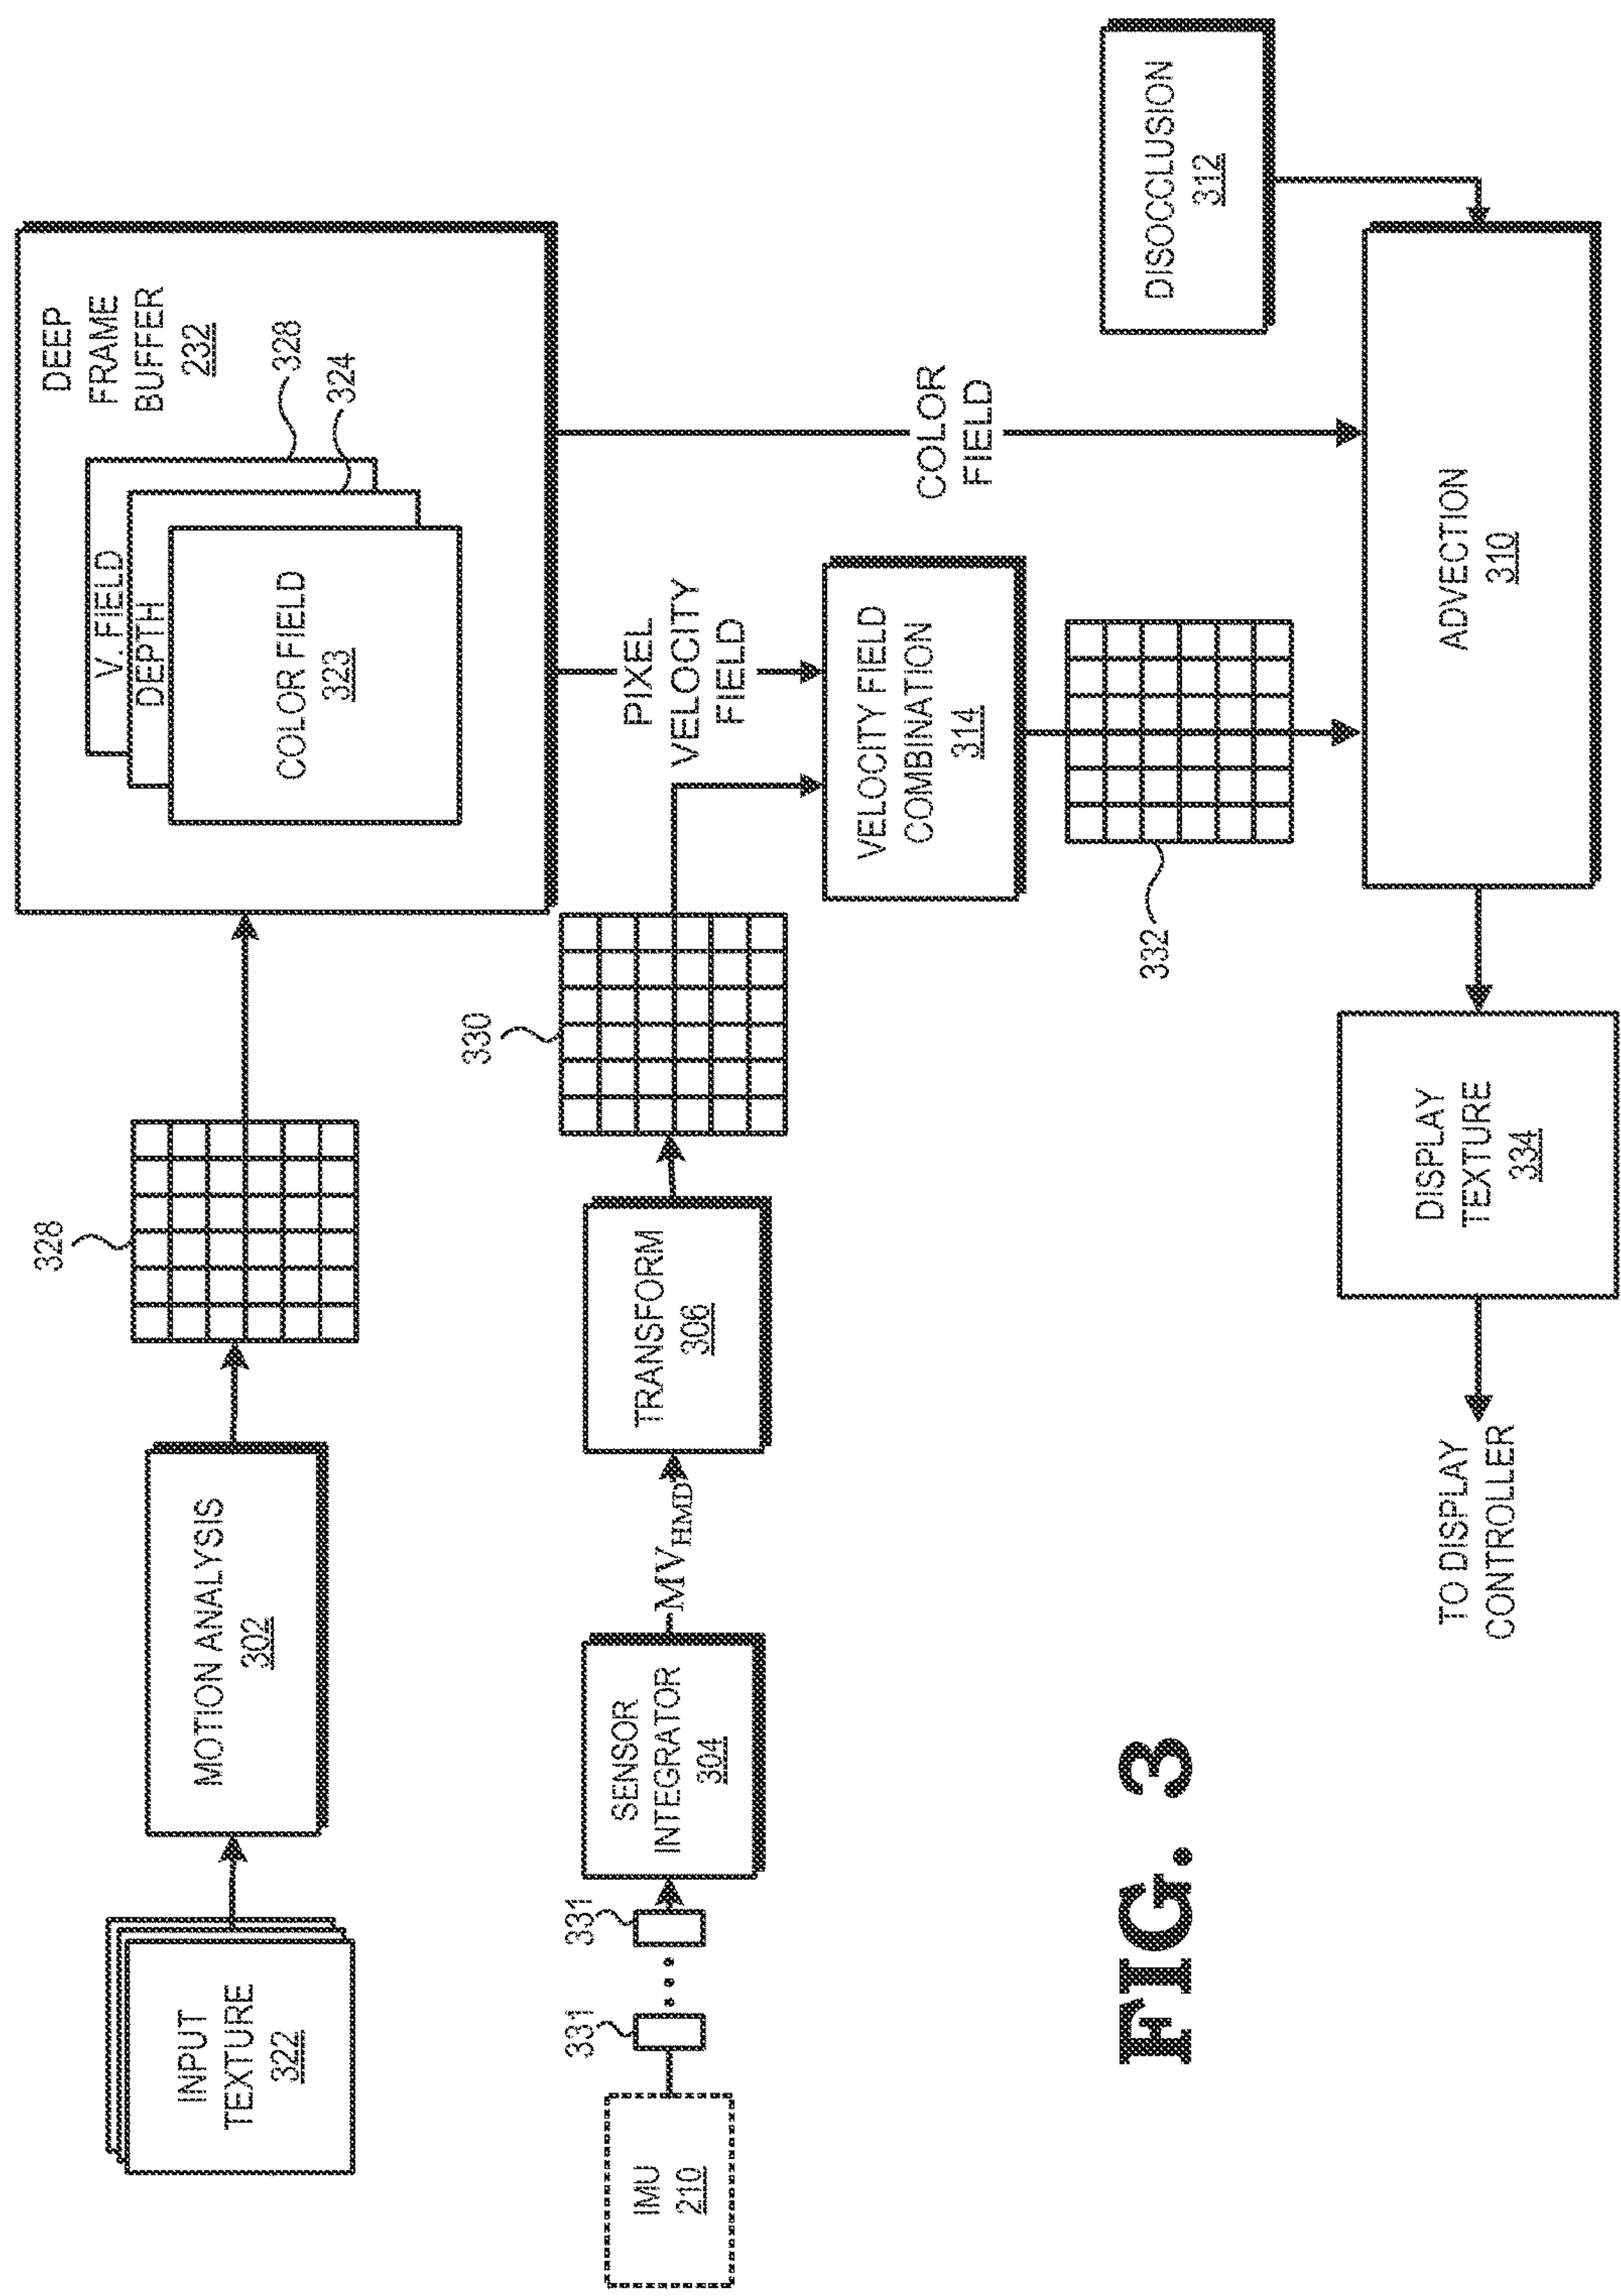 DEEP
FRAME
BUFFER
232
328
324
V. FIELD
DEPTH
COLOR FIELD
323
328
MOTION ANALYSIS
302
INPUT
TEXTURE
322
IMU
210
331
331
SENSOR
INTEGRATOR
304
MVHMD
TRANSFORM
306
330
PIXEL
VELOCITY
FIELD
COLOR
FIELD
VELOCITY FIELD
COMBINATION
314
332
DISOCCLUSION
312
ADVECTION
310
DISPLAY
TEXTURE
334
TO DISPLAY
CONTROLLER
FIG. 3